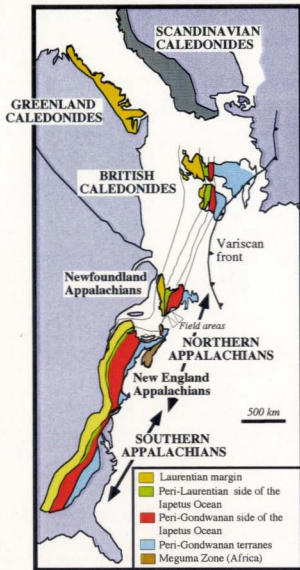 SCANDINAVIAN
CALEDONIDES
GREENLAND
CALEDONIDES
BRITISH
CALEDONIDES
Variscan
front
Newfoundland
Appalachians
Field areas
NORTHERN
APPALACHIANS
New England
Appalachians
500 km
SOUTHERN
APPALACHIANS
Laurentian margin
Peri-Laurentian side of the
Iapetus Ocean
Peri-Gondwanan side of the
Iapetus Ocean
Peri-Gondwanan terranes
Meguma Zone (Africa)